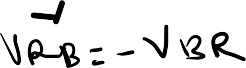 VRB = - VBR